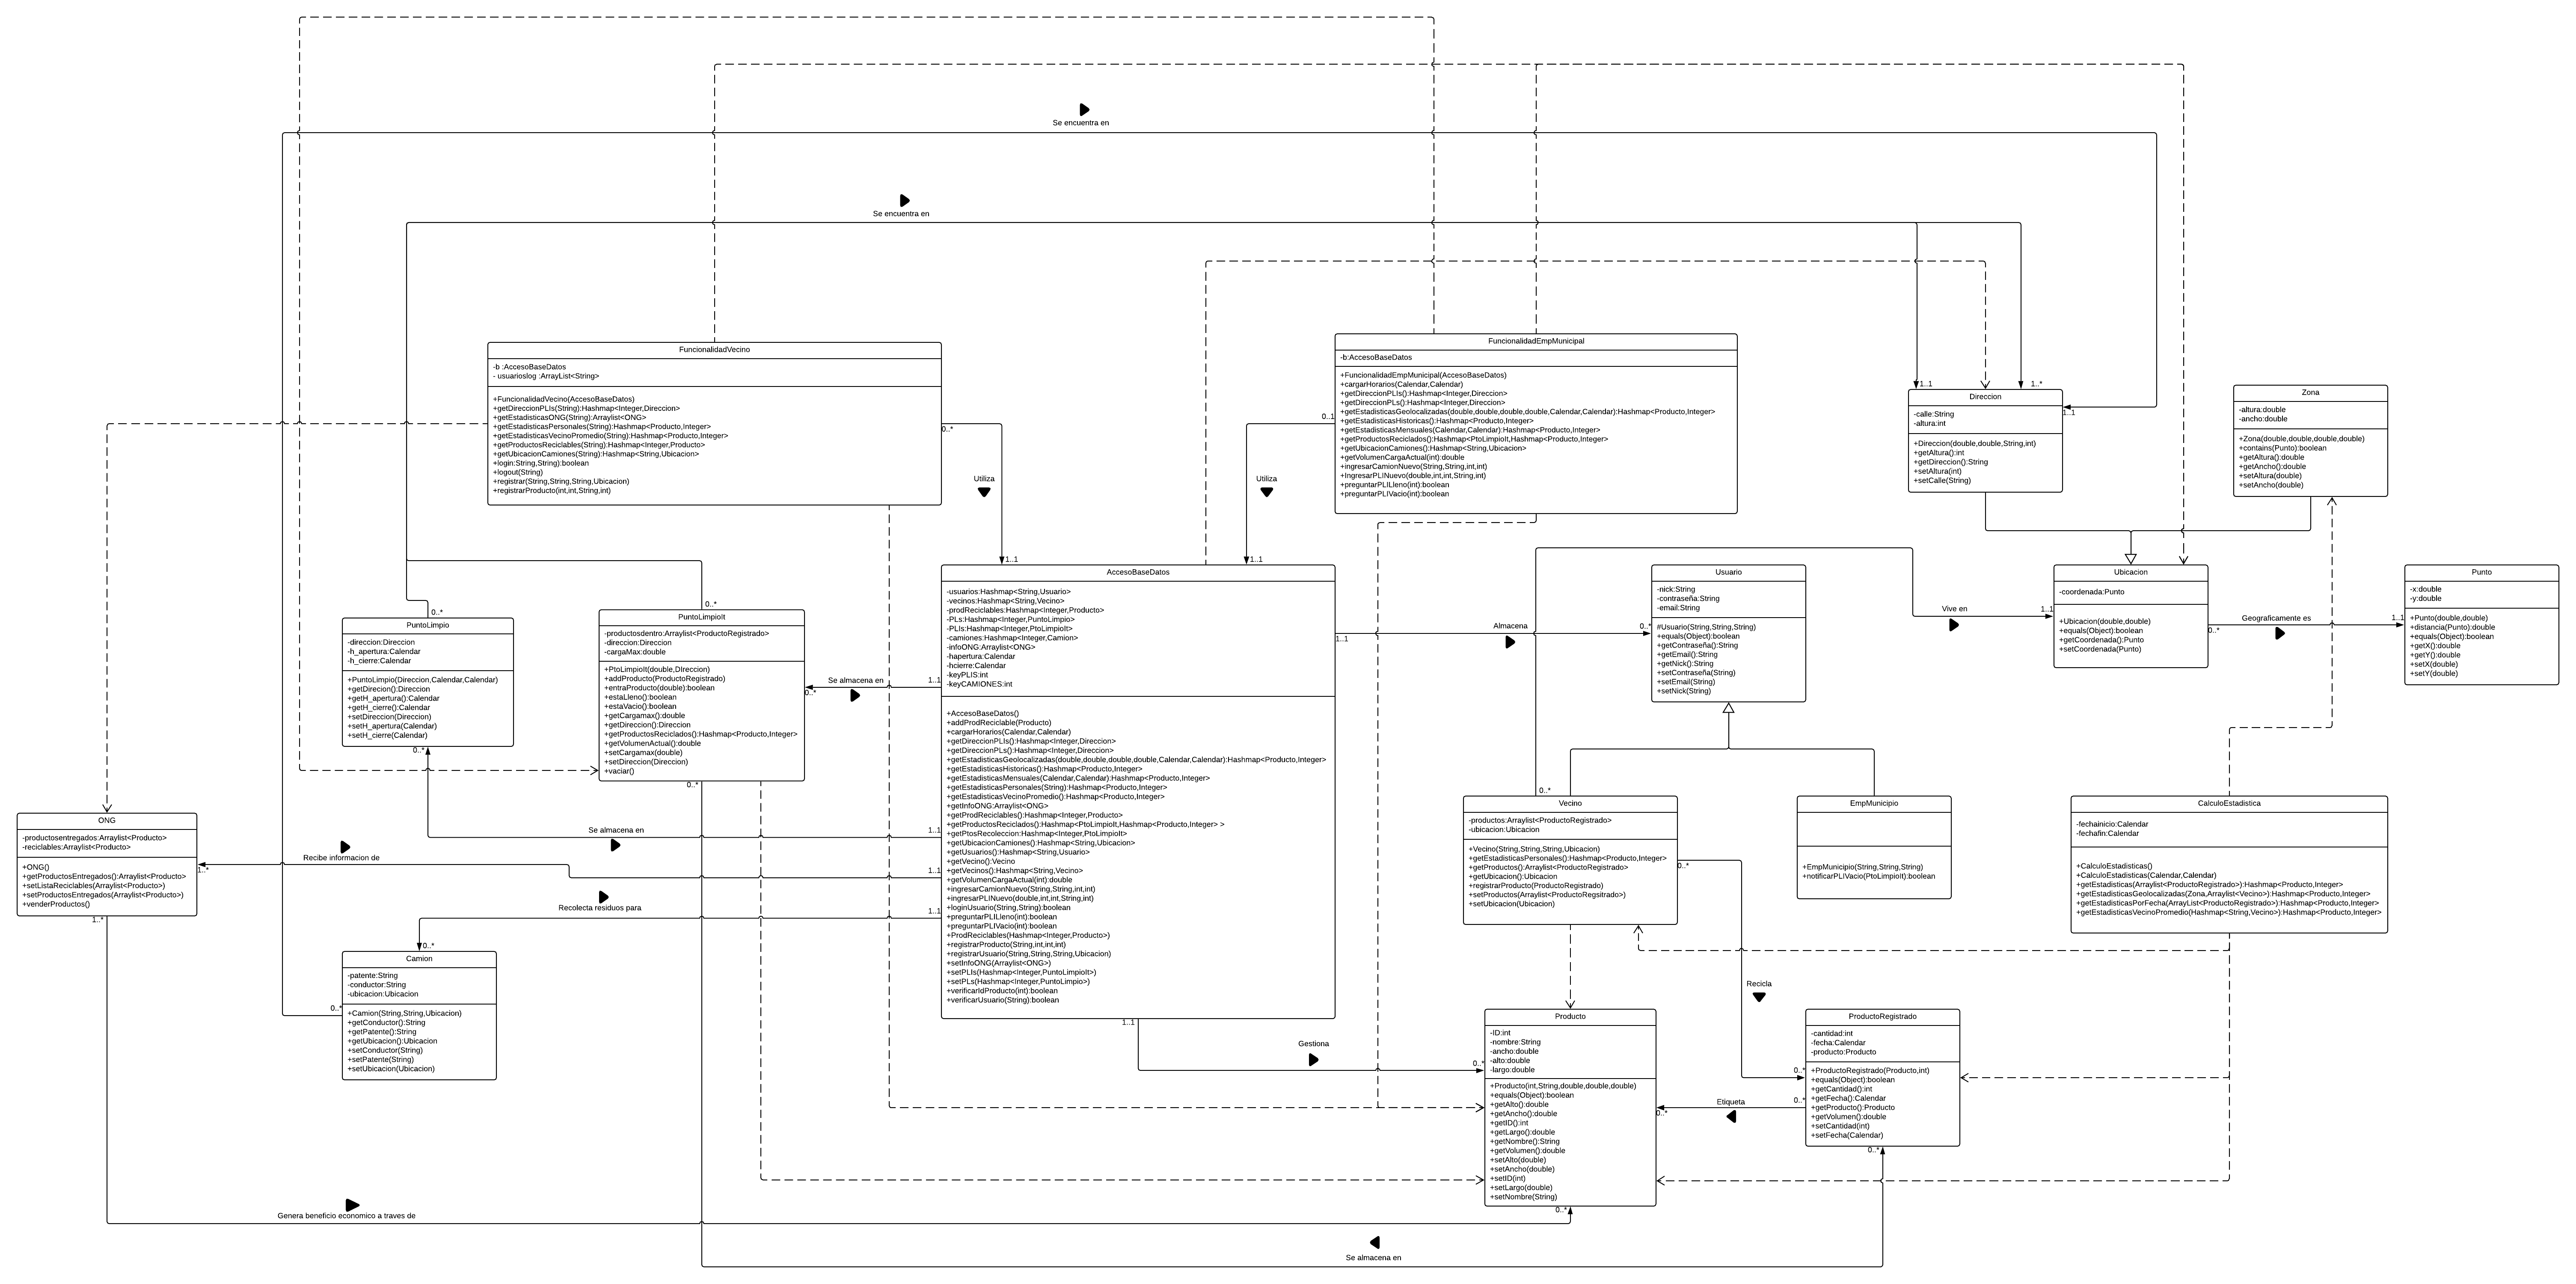 Se encuentra en
Se encuentra en
FuncionalidadVecino
-b :AccesoBaseDatos
- usuarioslog :ArrayList<String>
+FuncionalidadVecino(AccesoBaseDatos)
+getDireccionPLIs(String):Hashmap<Integer,Direccion>
+getEstadisticasONG(String):Arraylist<ONG>
+getEstadisticasPersonales(String):Hashmap<Producto,Integer>
+getEstadisticasVecinoPromedio(String):Hashmap<Producto,Integer>
+getProductosReciclables(String):Hashmap<Integer,Producto>
+getUbicacionCamiones(String):Hashmap<String,Ubicacion>
+login;String,String):boolean
+logout(String)
+registrar(String,String,String,Ubicacion)
+registrarProducto(int,int,String,int)
0..*
Utiliza
1..1
FuncionalidadEmpMunicipal
-b:AccesoBaseDatos
+FuncionalidadEmpMunicipal(AccesoBaseDatos)
+cargarHorarios(Calendar,Calendar)
+getDireccionPLIs():Hashmap<Integer,Direccion>
+getDireccionPLs():Hashmap<Integer,Direccion>
+getEstadisticasGeolocalizadas(double,double,double,double,Calendar,Calendar):Hashmap<Producto,Integer>
+getEstadisticasHistoricas():Hashmap<Producto,Integer>
+getEstadisticasMensuales(Calendar,Calendar):Hashmap<Producto,Integer>
+getProductosReciclados():Hashmap<PtoLimpioIt,Hashmap<Producto,Integer>
+getUbicacionCamiones():Hashmap<String,Ubicacion>
+getVolumenCargaActual(int):double
+ingresarCamionNuevo(String,String,int,int)
+IngresarPLINuevo(double,int,int,String,int)
+preguntarPLILleno(int):boolean
+preguntarPLIVacio(int):boolean
0..1
Utiliza
1..1
1..1
1..*
1..1
Direccion
-calle:String
-altura:int
+Direccion(double,double,String,int)
+getAltura():int
+getDireccion():String
+setAltura(int)
+setCalle(String)
Zona
-altura:double
-ancho:double
+Zona(double,double,double,double)
+contains(Punto):boolean
+getAltura():double
+getAncho():double
+setAltura(double)
+setAncho(double)
0..*
PuntoLimpio
-direccion:Direccion
-h_apertura:Calendar
-h_cierre:Calendar
+PuntoLimpio(Direccion,Calendar,Calendar)
+getDirecion():Direccion
+getH_apertura():Calendar
+getH_cierre():Calendar
+setDireccion(Direccion)
+setH_apertura(Calendar)
+setH_cierre(Calendar)
0..*
0..*
PuntoLimpioIt
-productosdentro:Arraylist<ProductoRegistrado>
-direccion:Direccion
-cargaMax:double
+PtoLimpioIt(double,DIreccion)
+addProducto(ProductoRegistrado)
+entraProducto(double):boolean
+estaLleno():boolean
+estaVacio():boolean
+getCargamax():double
+getDireccion():Direccion
+getProductosReciclados():Hashmap<Producto,Integer>
+getVolumenActual():double
+setCargamax(double)
+setDireccion(Direccion)
+vaciar()
0..*
0..*
Se almacena en
1..1
AccesoBaseDatos
-usuarios:Hashmap<String,Usuario>
-vecinos:Hashmap<String,Vecino>
-prodReciclables:Hashmap<Integer,Producto>
-PLs:Hashmap<Integer,PuntoLimpio>
-PLIs:Hashmap<Integer,PtoLimpioIt>
-camiones:Hashmap<Integer,Camion>
-infoONG:Arraylist<ONG>
-hapertura:Calendar
-hcierre:Calendar
-keyPLIS:int
-keyCAMIONES:int
+AccesoBaseDatos()
+addProdReciclable(Producto)
+cargarHorarios(Calendar,Calendar)
+getDireccionPLIs():Hashmap<Integer,Direccion>
+getDireccionPLs():Hashmap<Integer,Direccion>
+getEstadisticasGeolocalizadas(double,double,double,double,Calendar,Calendar):Hashmap<Producto,Integer>
+getEstadisticasHistoricas():Hashmap<Producto,Integer>
+getEstadisticasMensuales(Calendar,Calendar):Hashmap<Producto,Integer>
+getEstadisticasPersonales(String):Hashmap<Producto,Integer>
+getEstadisticasVecinoPromedio():Hashmap<Producto,Integer>
+getInfoONG:Arraylist<ONG>
+getProdReciclables():Hashmap<Integer,Producto>
+getProductosReciclados():Hashmap<PtoLimpioIt,Hashmap<Producto,Integer> >
+getPtosRecoleccion:Hashmap<Integer,PtoLimpioIt>
+getUbicacionCamiones():Hashmap<String,Ubicacion>
+getUsuarios():Hashmap<String,Usuario>
+getVecino():Vecino
+getVecinos():Hashmap<String,Vecino>
+getVolumenCargaActual(int):double
+ingresarCamionNuevo(String,String,int,int)
+ingresarPLINuevo(double,int,int,String,int)
+loginUsuario(String,String):boolean
+preguntarPLILleno(int):boolean
+preguntarPLIVacio(int):boolean
+ProdReciclables(Hashmap<Integer,Producto>)
+registrarProducto(String,int,int,int)
+registrarUsuario(String,String,String,Ubicacion)
+setInfoONG(Arraylist<ONG>)
+setPLIs(Hashmap<Integer,PuntoLimpioIt>)
+setPLs(Hashmap<Integer,PuntoLimpio>)
+verificarIdProducto(int):boolean
+verificarUsuario(String):boolean
1..1
Almacena
0..*
Usuario
-nick:String
-contraseña:String
-email:String
#Usuario(String,String,String)
+equals(Object):boolean
+getContraseña():String
+getEmail():String
+getNick():String
+setContraseña(String)
+setEmail(String)
+setNick(String)
Vive en
1..1
Ubicacion
-coordenada:Punto
+Ubicacion(double,double)
+equals(Object):boolean
+getCoordenada():Punto
+setCoordenada(Punto)
0..*
Geograficamente es
1..1
Punto
-x:double
-y:double
+Punto(double,double)
+distancia(Punto):double
+equals(Object):boolean
+getX():double
+getY():double
+setX(double)
+setY(double)
ONG
-productosentregados:Arraylist<Producto>
-reciclables:Arraylist<Producto>
+ONG()
+getProductosEntregados():Arraylist<Producto>
+setListaReciclables(Arraylist<Producto>)
+setProductosEntregados(Arraylist<Producto>)
+venderProductos()
1..*
1..*
Se almacena en
1..1
Recibe informacion de
1..1
Recolecta residuos para
1..1
0..*
Camion
-patente:String
-conductor:String
-ubicacion:Ubicacion
+Camion(String,String,Ubicacion)
+getConductor():String
+getPatente():String
+getUbicacion():Ubicacion
+setConductor(String)
+setPatente(String)
+setUbicacion(Ubicacion)
0..*
0..*
Vecino
-productos:Arraylist<ProductoRegistrado>
-ubicacion:Ubicacion
+Vecino(String,String,String,Ubicacion)
+getEstadisticasPersonales():Hashmap<Producto,Integer>
+getProductos():Arraylist<ProductoRegistrado>
+getUbicacion():Ubicacion
+registrarProducto(ProductoRegistrado)
+setProductos(Arraylist<ProductoRegsitrado>)
+setUbicacion(Ubicacion)
0..*
EmpMunicipio
+EmpMunicipio(String,String,String)
+notificarPLIVacio(PtoLimpioIt):boolean
CalculoEstadistica
-fechainicio:Calendar
-fechafin:Calendar
+CalculoEstadisticas()
+CalculoEstadisticas(Calendar,Calendar)
+getEstadisticas(Arraylist<ProductoRegistrado>):Hashmap<Producto,Integer>
+getEstadisticasGeolocalizadas(Zona,Arraylist<Vecino>):Hashmap<Producto,Integer>
+getEstadisticasPorFecha(ArrayList<ProductoRegistrado>):Hashmap<Producto,Integer>
+getEstadisticasVecinoPromedio(Hashmap<String,Vecino>):Hashmap<Producto,Integer>
Recicla
1..1
Gestiona
0..*
Producto
-ID:int
-nombre:String
-ancho:double
-alto:double
-largo:double
+Producto(int,String,double,double,double)
+equals(Object):boolean
+getAlto():double
+getAncho():double
+getID():int
+getLargo():double
+getNombre():String
+getVolumen():double
+setAlto(double)
+setAncho(double)
+setID(int)
+setLargo(double)
+setNombre(String)
0..*
0..*
Etiqueta
0..*
0..*
ProductoRegistrado
-cantidad:int
-fecha:Calendar
-producto:Producto
+ProductoRegistrado(Producto,int)
+equals(Object):boolean
+getCantidad():int
+getFecha():Calendar
+getProducto():Producto
+getVolumen():double
+setCantidad(int)
+setFecha(Calendar)
0..*
Genera beneficio economico a traves de
Se almacena en